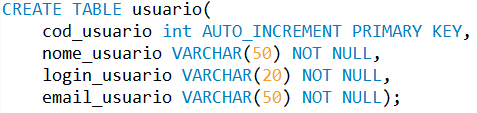 CREATE TABLE usuario(
    cod_usuario int AUTO_INCREMENT PRIMARY KEY,
    nome_usuario VARCHAR(50) NOT NULL,
    login_usuario VARCHAR(20) NOT NULL,
    email_usuario VARCHAR(50) NOT NULL);